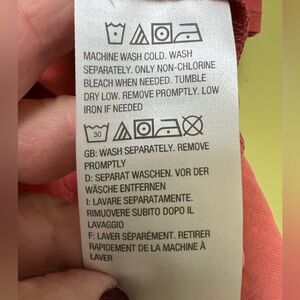 MACHINE WASH COLD. WASH
SEPARATELY. ONLY NON-CHLORINE
BLEACH WHEN NEEDED. TUMBLE
DRY LOW. REMOVE PROMPTLY. LOW
IRON IF NEEDED
30
GB: WASH SEPARATELY. REMOVE
PROMPTLY
D: SEPARAT WASCHEN. VOR DER
WÄSCHE ENTFERNEN
I: LAVARE SEPARATAMENTE.
RIMUOVERE SUBITO DOPO IL
LAVAGGIO
F: LAVER SÉPARÉMENT. RETIRER
RAPIDEMENT DE LA MACHINE À
LAVER